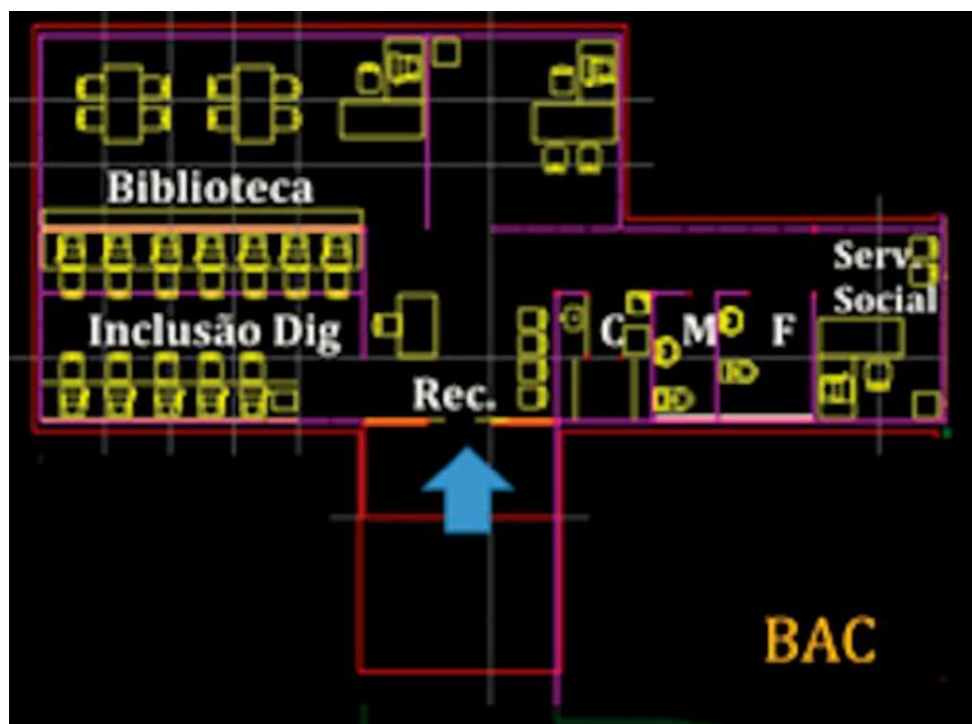 Biblioteca
Serv.
Social
Inclusão Dig
C
M
F
Rec.
BAC